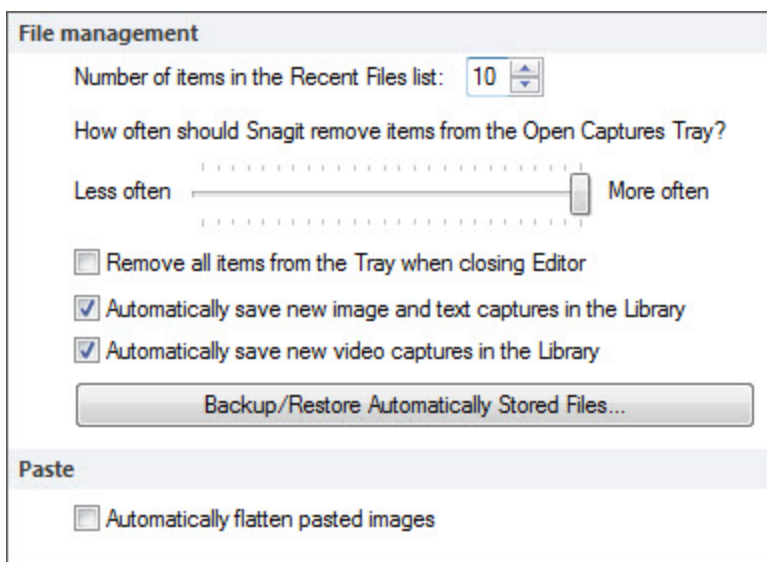 File management
Number of items in the Recent Files list: 10
How often should Snagit remove items from the Open Captures Tray?
Less often More often
Remove all items from the Tray when closing Editor
Automatically save new image and text captures in the Library
Automatically save new video captures in the Library
Backup/Restore Automatically Stored Files...
Paste
Automatically flatten pasted images